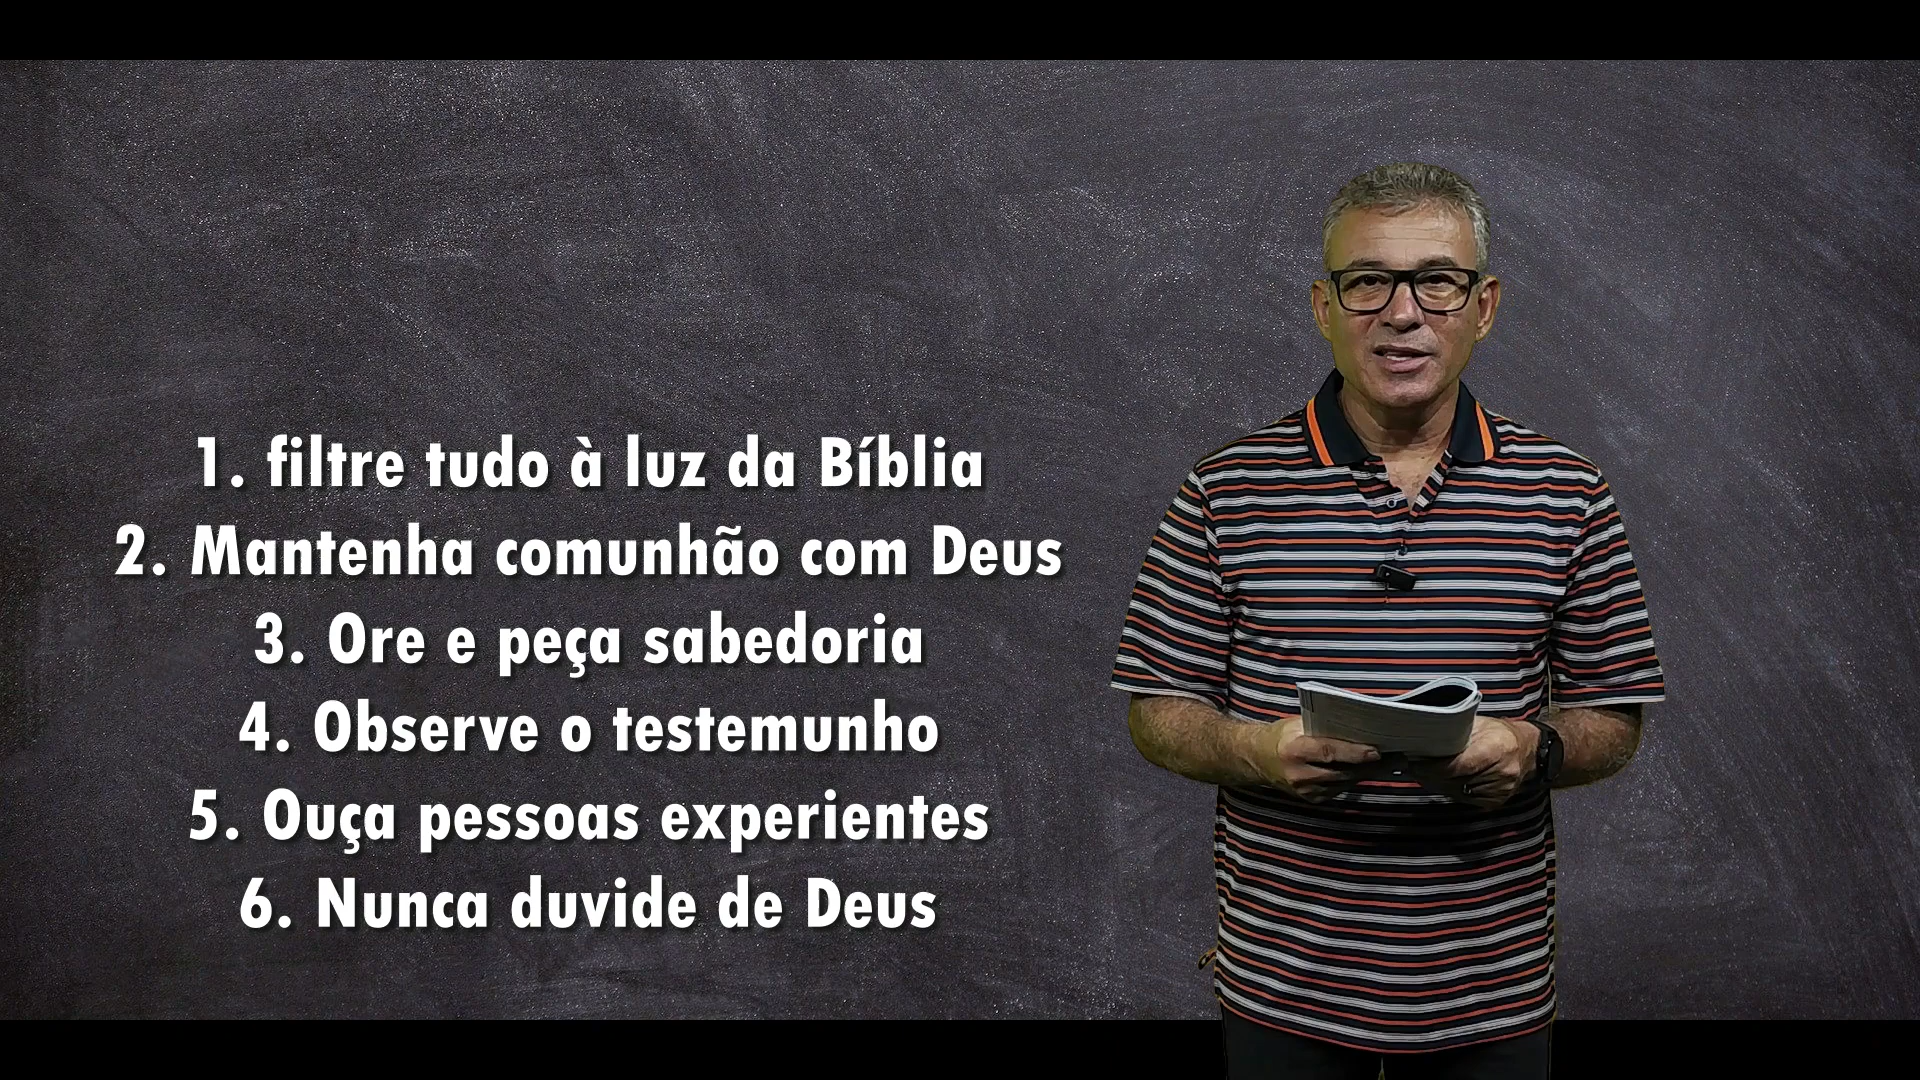 1. filtre tudo à luz da Bíblia
2. Mantenha comunhão com Deus
3. Ore e peça sabedoria
4. Observe o testemunho
5. Ouça pessoas experientes
6. Nunca duvide de Deus